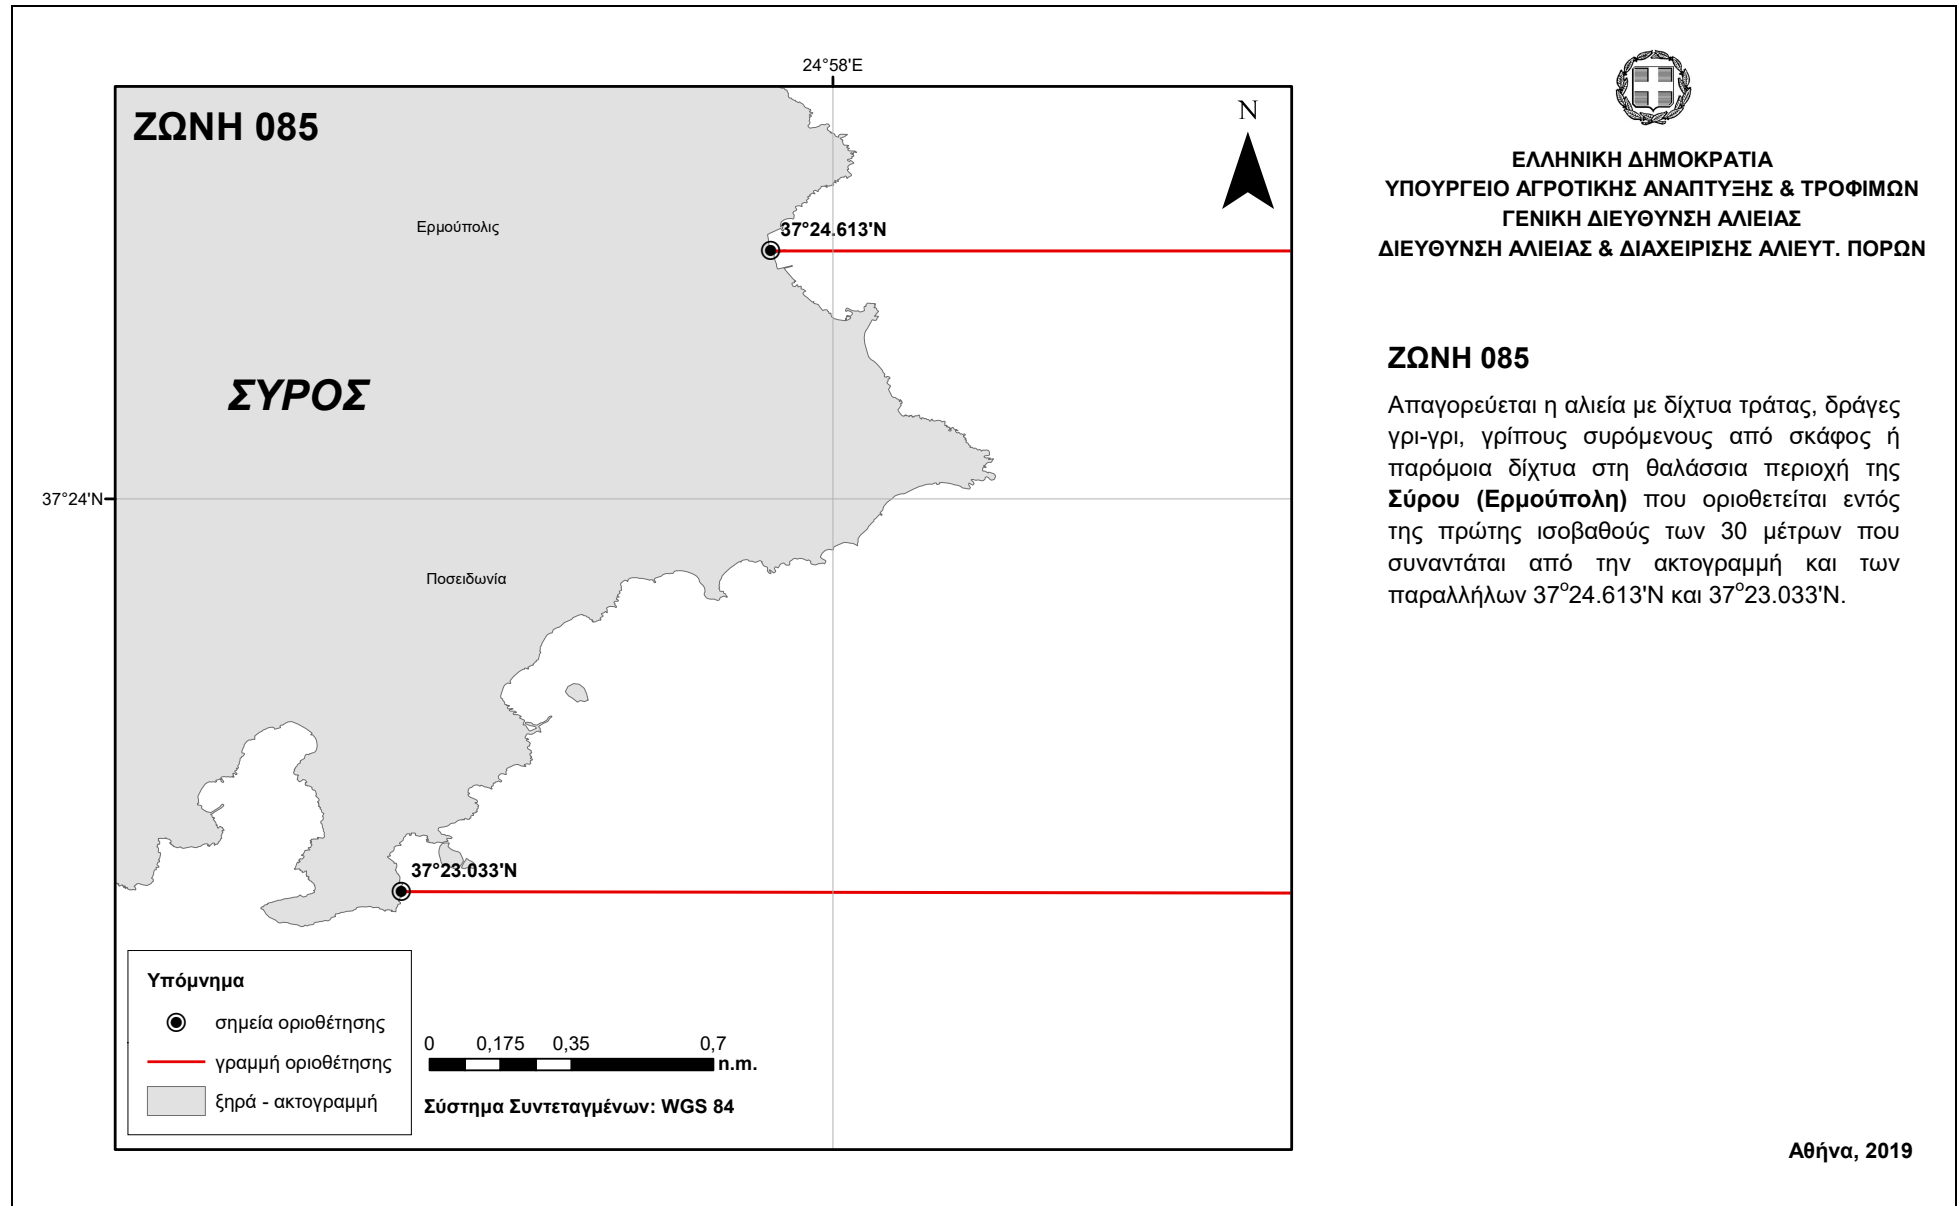 24°58'E
ΖΩΝΗ 085
N
Ερμούπολις
37°24.613'N
ΣΥΡΟΣ
37°24'N
Ποσειδωνία
37°23.033'N
Υπόμνημα
σημεία οριοθέτησης
γραμμή οριοθέτησης
ξηρά - ακτογραμμή
0 0,175 0,35 0,7
n.m.
Σύστημα Συντεταγμένων: WGS 84
ΕΛΛΗΝΙΚΗ ΔΗΜΟΚΡΑΤΙΑ
ΥΠΟΥΡΓΕΙΟ ΑΓΡΟΤΙΚΗΣ ΑΝΑΠΤΥΞΗΣ & ΤΡΟΦΙΜΩΝ
ΓΕΝΙΚΗ ΔΙΕΥΘΥΝΣΗ ΑΛΙΕΙΑΣ
ΔΙΕΥΘΥΝΣΗ ΑΛΙΕΙΑΣ & ΔΙΑΧΕΙΡΙΣΗΣ ΑΛΙΕΥΤ. ΠΟΡΩΝ
ΖΩΝΗ 085
Απαγορεύεται η αλιεία με δίχτυα τράτας, δράγες
γρι-γρι, γρίπους συρόμενους από σκάφος ή
παρόμοια δίχτυα στη θαλάσσια περιοχή της
Σύρου (Ερμούπολη) που οριοθετείται εντός
της πρώτης ισοβαθούς των 30 μέτρων που
συναντάται από την ακτογραμμή και των
παραλλήλων 37°24.613'N και 37°23.033'N.
Αθήνα, 2019